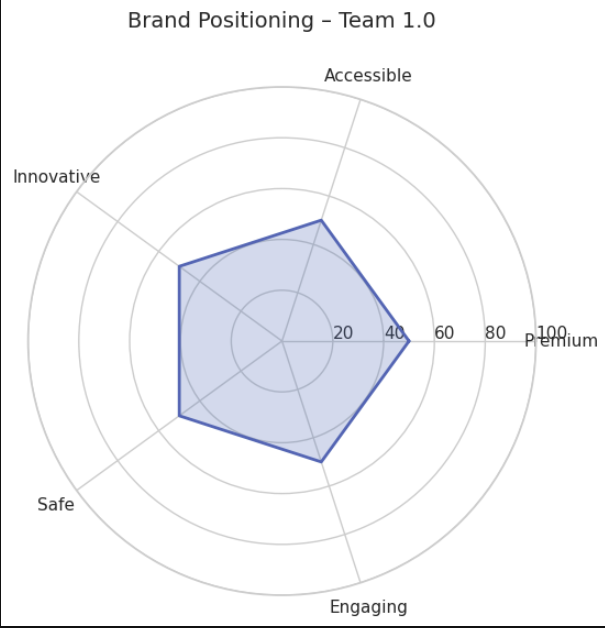 Brand Positioning – Team 1.0
Accessible
Innovative
20 40 60 80 100
Premium
Safe
Engaging